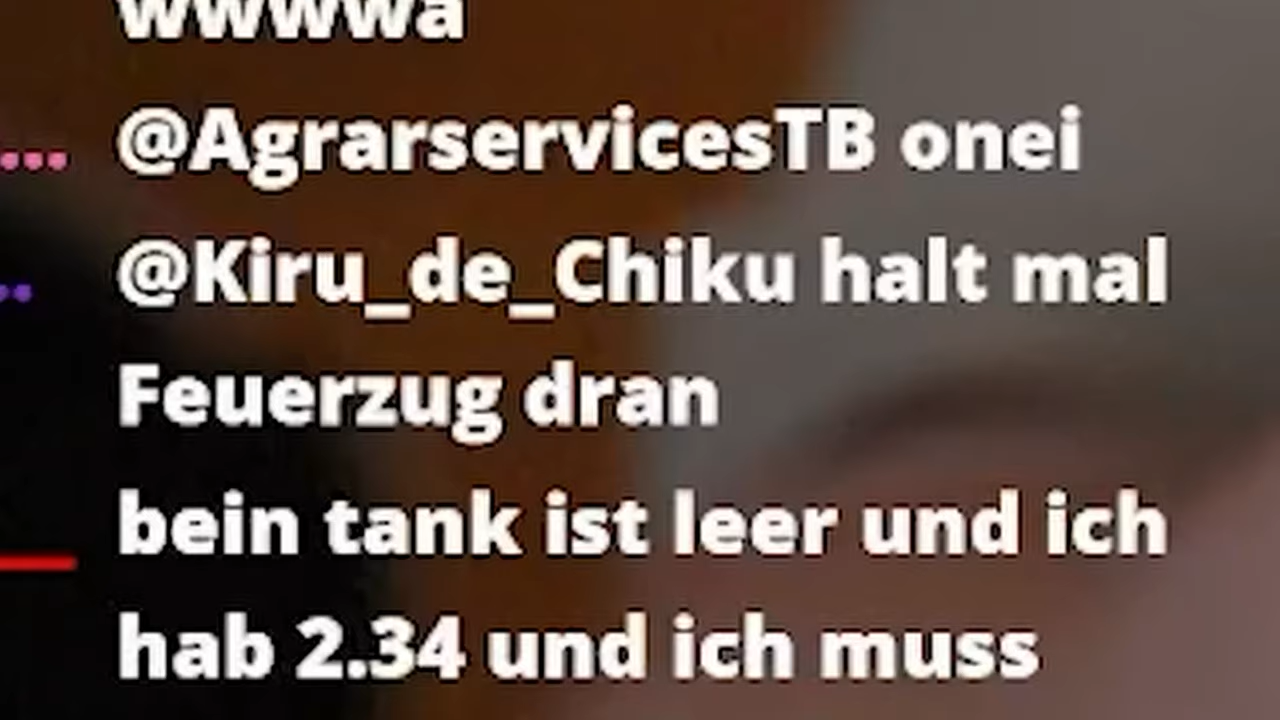 wwwwa
@AgrarservicesTB onei
@Kiru_de_Chiku halt mal
Feuerzug dran
bein tank ist leer und ich
hab 2.34 und ich muss